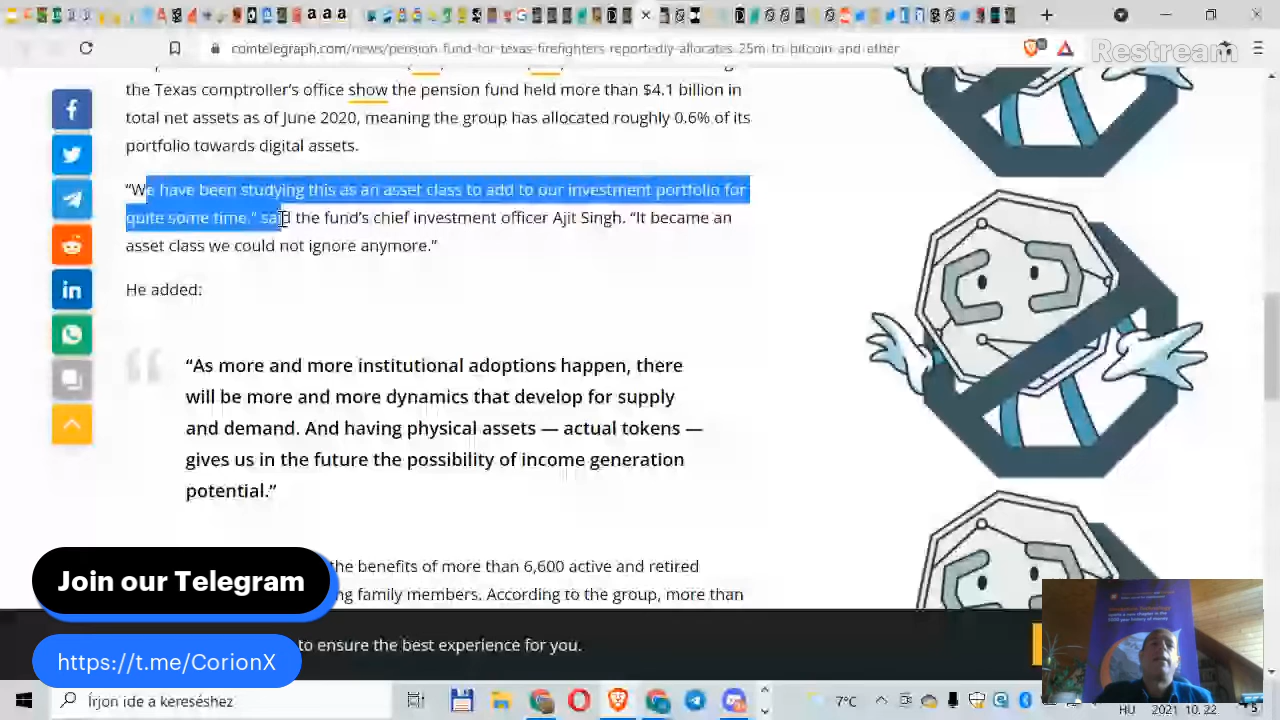 cointelegraph.com/news/pension-fund-for-texas-firefighters-reportedly-allocates-25m-to-bitcoin-and-ether
Restream
the Texas comptroller's office show the pension fund held more than $4.1 billion in
total net assets as of June 2020, meaning the group has allocated roughly 0.6% of its
portfolio towards digital assets.
“We have been studying this as an asset class to add to our investment portfolio for
quite some time,” said the fund's chief investment officer Ajit Singh. “It became an
asset class we could not ignore anymore.”
He added:
“As more and more institutional adoptions happen, there
will be more and more dynamics that develop for supply
and demand. And having physical assets — actual tokens —
gives us in the future the possibility of income generation
potential.”
the benefits of more than 6,600 active and retired
ng family members. According to the group, more than
Join our Telegram
to ensure the best experience for you.
https://t.me/CorionX
Írjon ide a kereséshez
7°C
HU
2021. 10. 22.